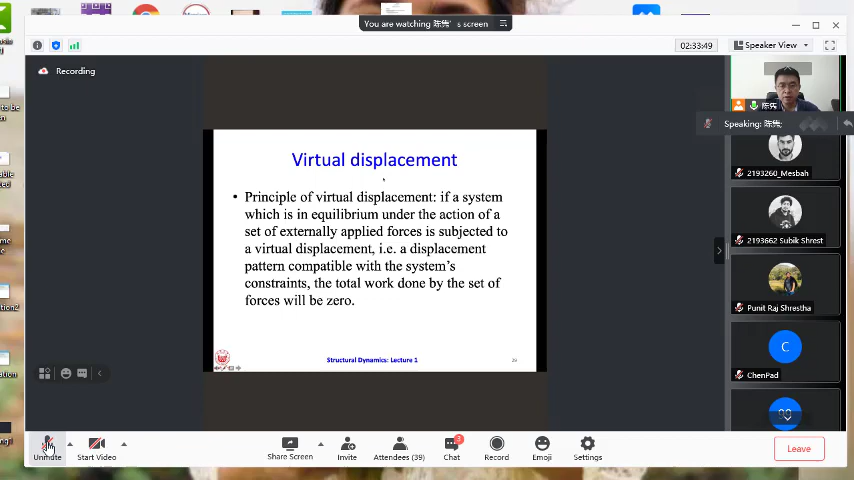 You are watching 陈隽's screen
02:33:49
Speaker View
Recording
陈隽
Speaking: 陈隽;
2193260_Mesbah
2193662 Subik Shrest
Punit Raj Shrestha
C
ChenPad
Virtual displacement
• Principle of virtual displacement: if a system
which is in equilibrium under the action of a
set of externally applied forces is subjected to
a virtual displacement, i.e. a displacement
pattern compatible with the system's
constraints, the total work done by the set of
forces will be zero.
Structural Dynamics: Lecture 1
Unmute
Start Video
Share Screen
Invite
Attendees (39)
3
Chat
Record
Emoji
Settings
Leave